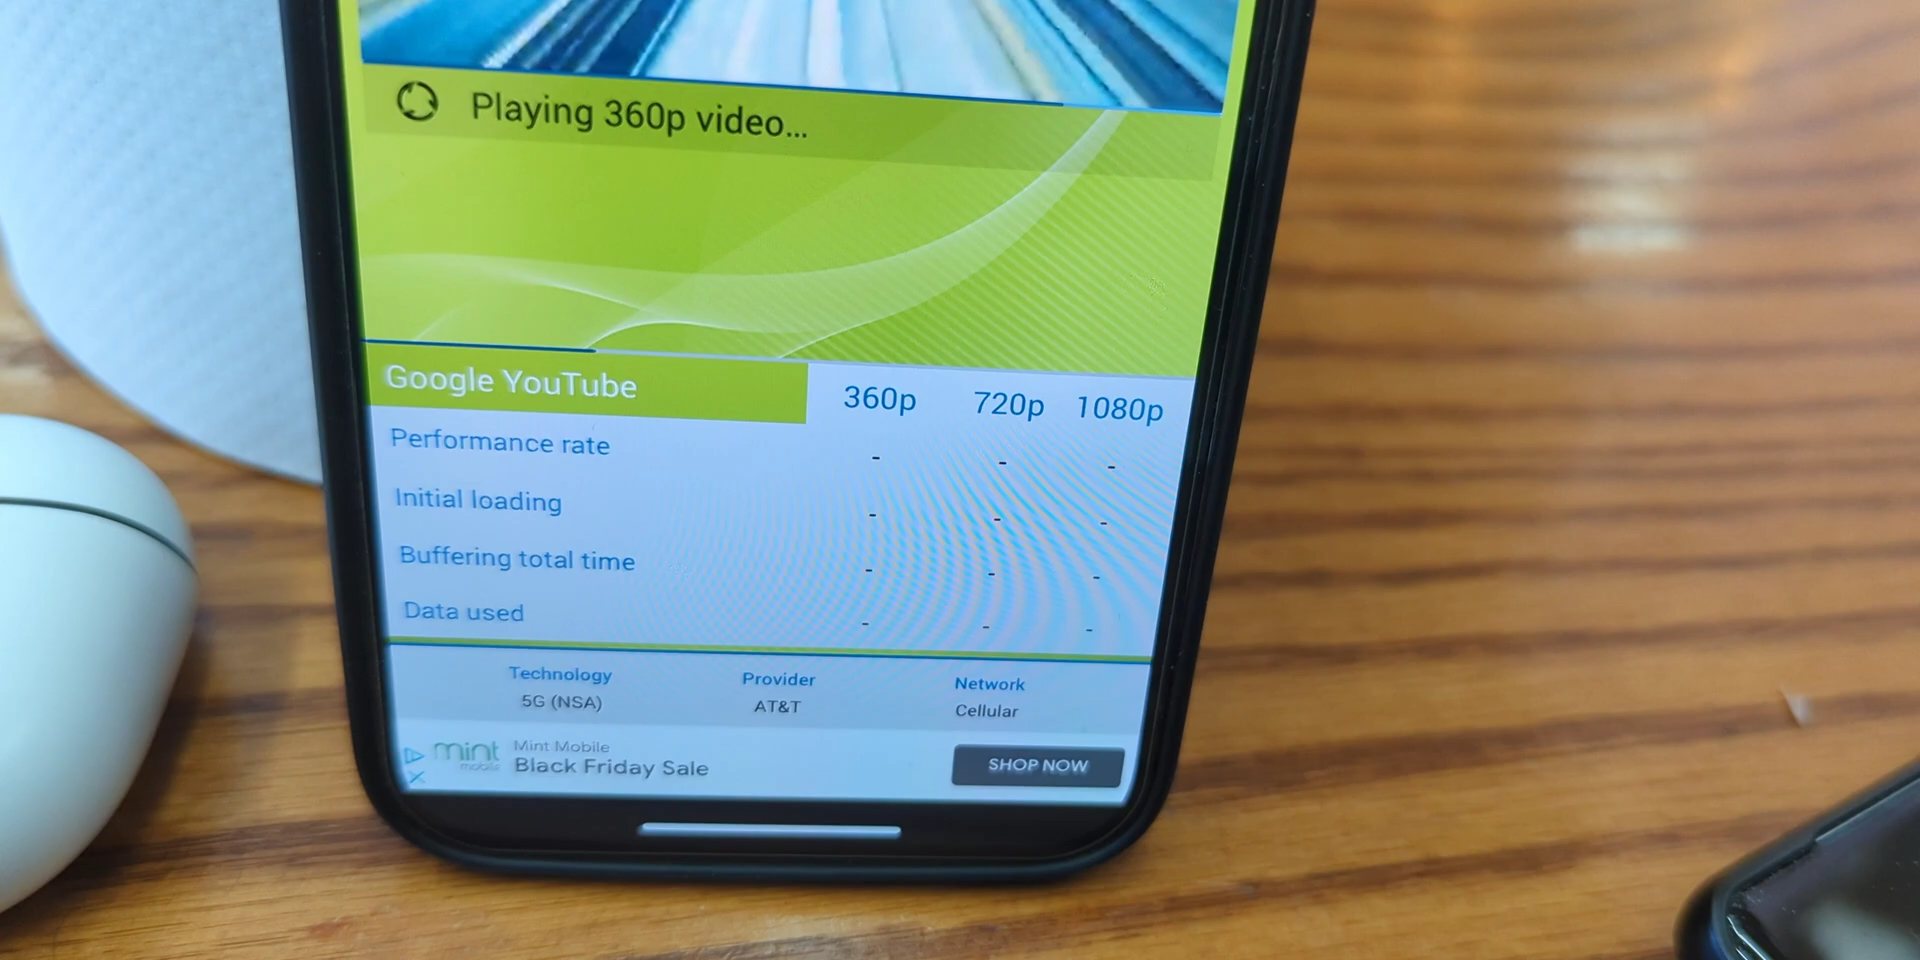 Playing 360p video...
Google YouTube 360p 720p 1080p
Performance rate - - -
Initial loading - - -
Buffering total time - - -
Data used - - -
Technology Provider Network
5G (NSA) AT&T Cellular
mint
mobile
Mint Mobile
Black Friday Sale
SHOP NOW